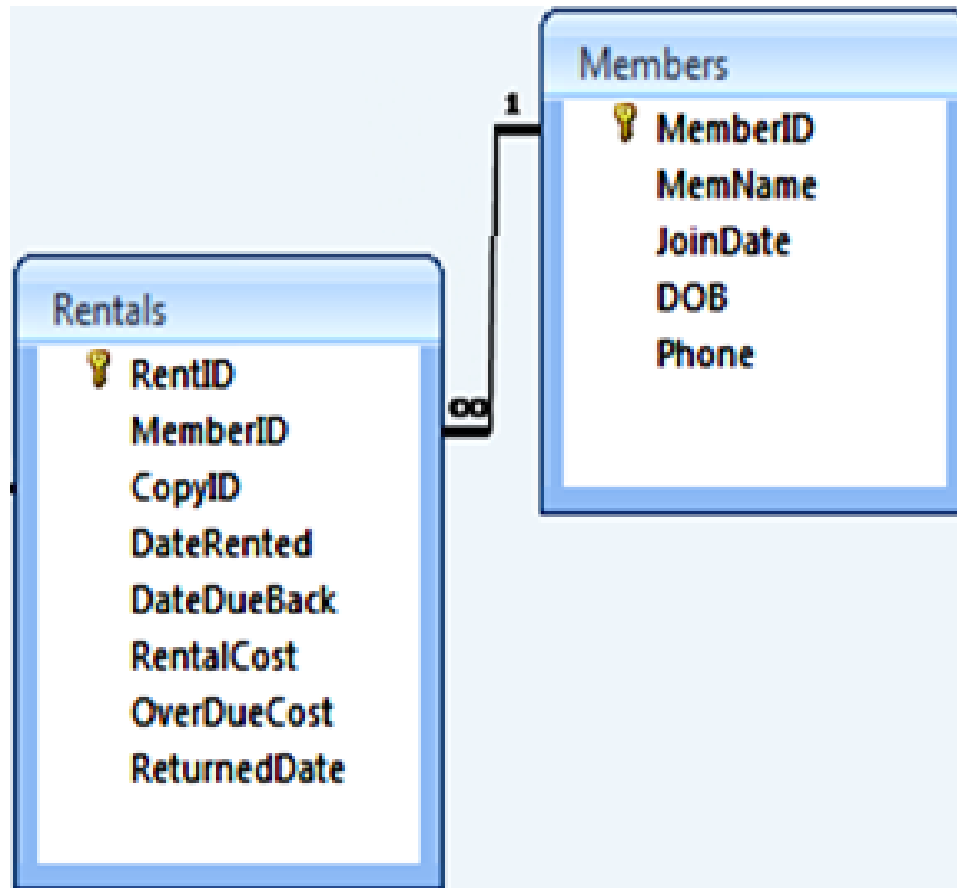 Members
MemberID
MemName
JoinDate
DOB
Phone
1
∞
Rentals
RentID
MemberID
CopyID
DateRented
DateDueBack
RentalCost
OverDueCost
ReturnedDate